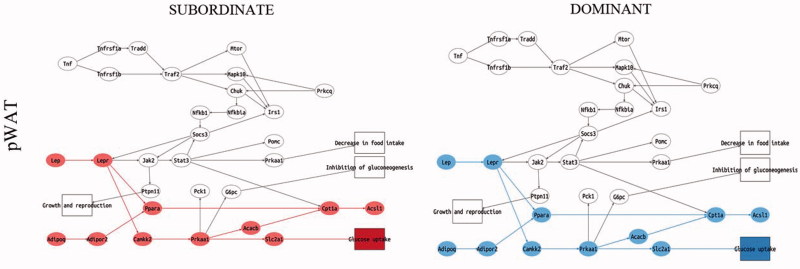 SUBORDINATE
DOMINANT
pWAT
Tnf
Tnfrsf1a
Tradd
Tnfrsf1b
Traf2
Mtor
Mapk10
Chuk
Prkcq
Nfkb1
Nfkbia
Irs1
Socs3
Lep
Lepr
Jak2
Stat3
Pomc
Prkaa1
Decrease in food intake
Inhibition of gluconeogenesis
Ptpn11
Pck1
G6pc
Growth and reproduction
Ppara
Cpt1a
Acsl1
Acacb
Adipoq
Adipor2
Camkk2
Prkaa1
Slc2a1
Glucose uptake
Tnf
Tnfrsf1a
Tradd
Tnfrsf1b
Traf2
Mtor
Mapk10
Chuk
Prkcq
Nfkb1
Nfkbia
Irs1
Socs3
Lep
Lepr
Jak2
Stat3
Pomc
Prkaa1
Decrease in food intake
Inhibition of gluconeogenesis
Ptpn11
Pck1
G6pc
Growth and reproduction
Ppara
Cpt1a
Acsl1
Acacb
Adipoq
Adipor2
Camkk2
Prkaa1
Slc2a1
Glucose uptake